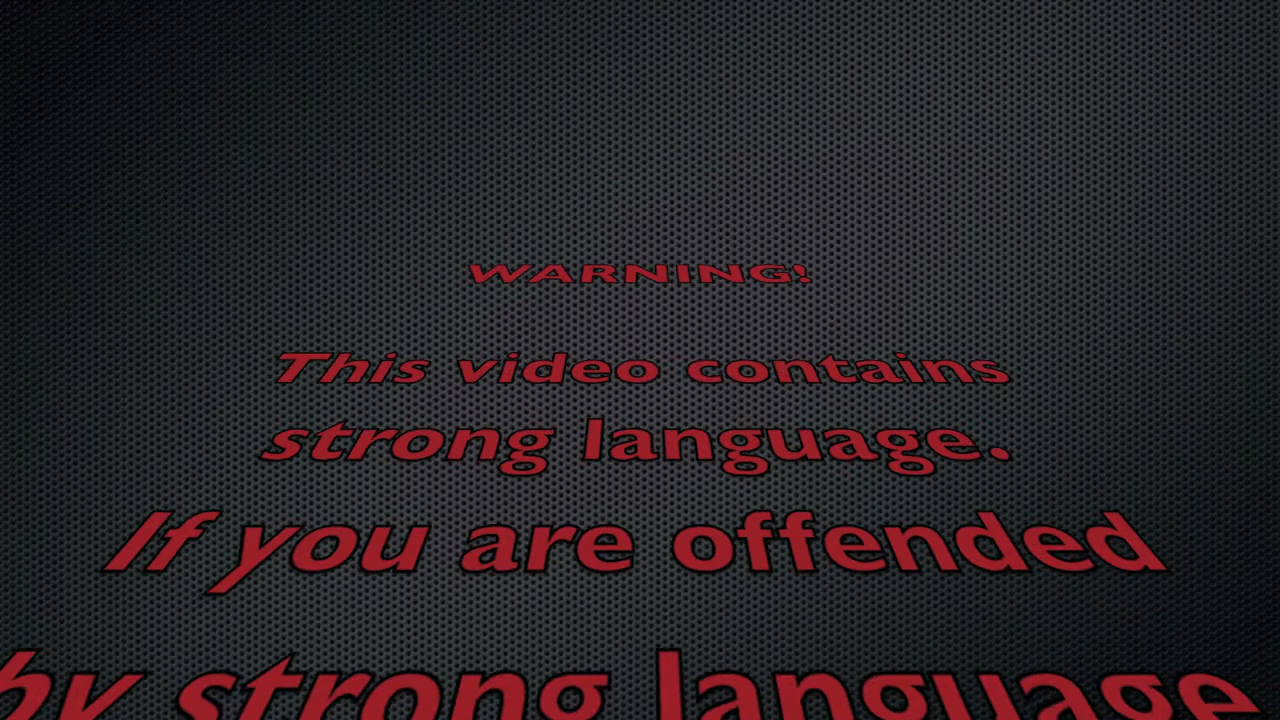 WARNING!
This video contains
strong language.
If you are offended
by strong language